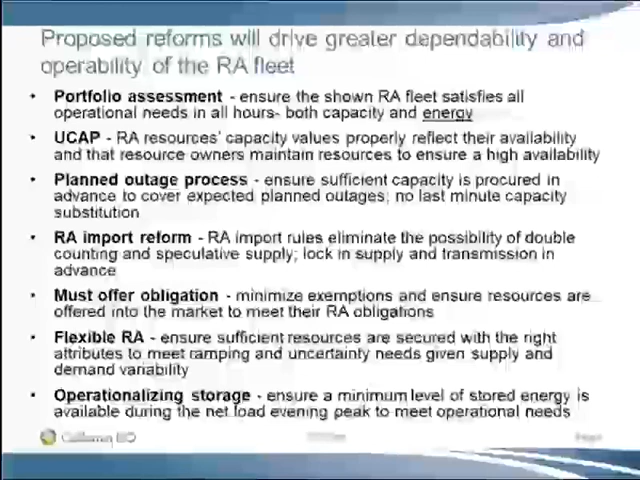 Proposed reforms will drive greater dependability and
operability of the RA fleet
• Portfolio assessment - ensure the shown RA fleet satisfies all
operational needs in all hours- both capacity and energy
• UCAP - RA resources' capacity values properly reflect their availability
and that resource owners maintain resources to ensure a high availability
• Planned outage process - ensure sufficient capacity is procured in
advance to cover expected planned outages; no last minute capacity
substitution
• RA import reform - RA import rules eliminate the possibility of double
counting and speculative supply; lock in supply and transmission in
advance
• Must offer obligation - minimize exemptions and ensure resources are
offered into the market to meet their RA obligations
• Flexible RA - ensure sufficient resources are secured with the right
attributes to meet ramping and uncertainty needs given supply and
demand variability
• Operationalizing storage - ensure a minimum level of stored energy is
available during the net load evening peak to meet operational needs
California ISO